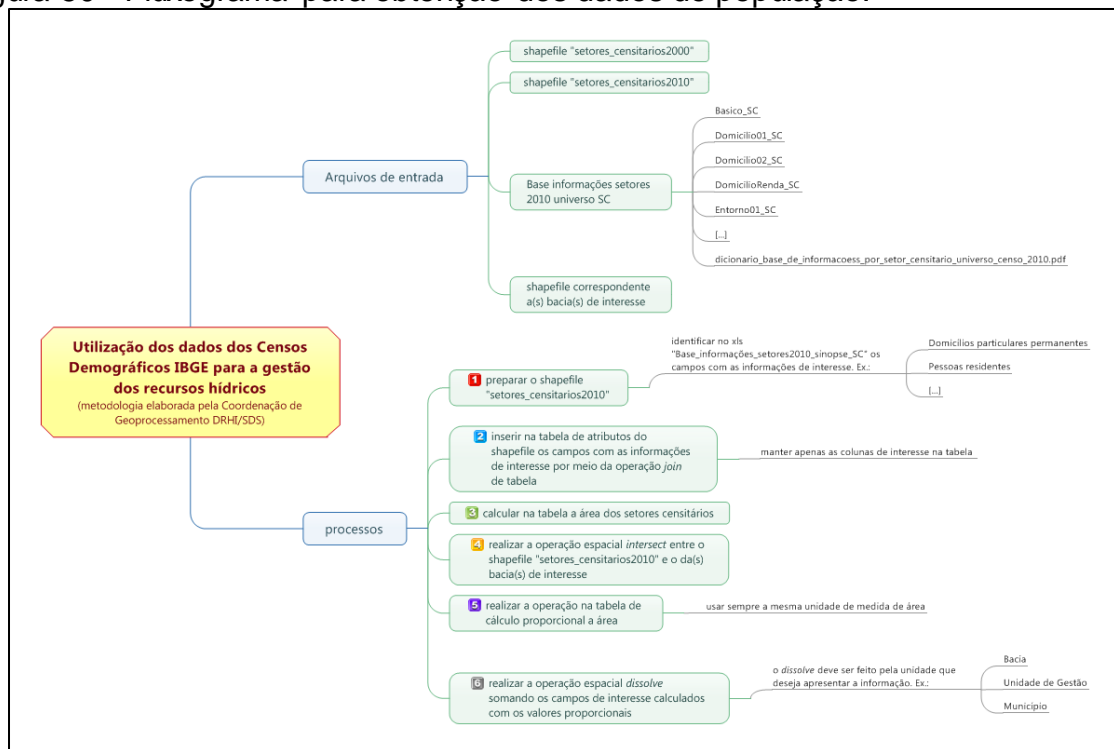 para obtenção dos dados de população.
shapefile "setores_censitarios2000"
shapefile "setores_censitarios2010"
Basico_SC
Domicilio01_SC
Domicilio02_SC
Arquivos de entrada
Base informações setores
2010 universo SC
DomicilioRenda_SC
Entorno01_SC
[...]
dicionario_base_de_informacoess_por_setor_censitario_universo_censo_2010.pdf
shapefile correspondente
a(s) bacia(s) de interesse
Utilização dos dados dos Censos
Demográficos IBGE para a gestão
dos recursos hídricos
(metodologia elaborada pela Coordenação de
Geoprocessamento DRHI/SDS)
processos
1 preparar o shapefile
"setores_censitarios2010"
identificar no xls
"Base_informações_setores2010_sinopse_SC" os
campos com as informações de interesse. Ex.:
Domicílios particulares permanentes
Pessoas residentes
[...]
2 inserir na tabela de atributos do
shapefile os campos com as informações
de interesse por meio da operação join
de tabela
manter apenas as colunas de interesse na tabela
3 calcular na tabela a área dos setores censitários
4 realizar a operação espacial intersect entre o
shapefile "setores_censitarios2010" e o da(s)
bacia(s) de interesse
5 realizar a operação na tabela de
cálculo proporcional a área
usar sempre a mesma unidade de medida de área
6 realizar a operação espacial dissolve
somando os campos de interesse calculados
com os valores proporcionais
o dissolve deve ser feito pela unidade que
deseja apresentar a informação. Ex.:
Bacia
Unidade de Gestão
Municipio